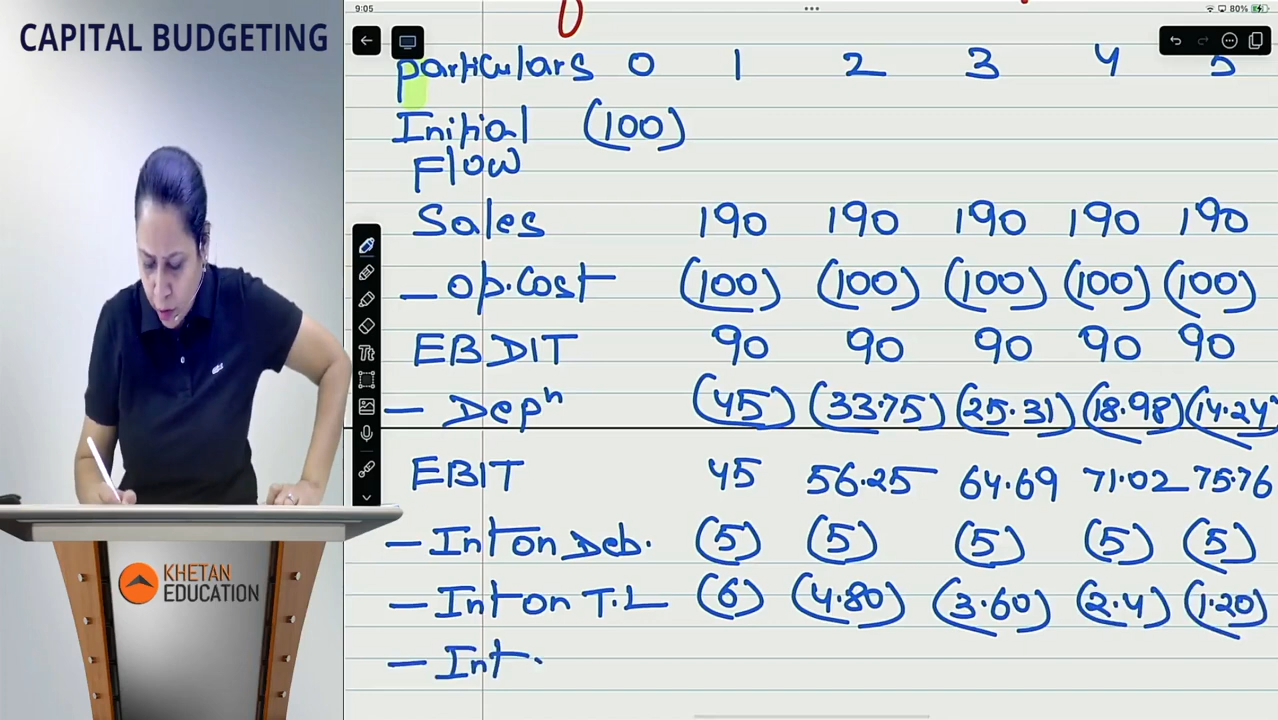 9:05
80%
CAPITAL BUDGETING
particulars 0 1 2 3 4 5
Initial (100)
Flow
Sales 190 190 190 190 190
- op.cost (100) (100) (100) (100) (100)
EBDIT 90 90 90 90 90
- Depⁿ (45) (33.75) (25.31) (18.98) (14.24)
EBIT 45 56.25 64.69 71.02 75.76
- Int on Deb. (5) (5) (5) (5) (5)
- Int on T.L (6) (4.80) (3.60) (2.4) (1.20)
- Int.
Tt
KHETAN
EDUCATION